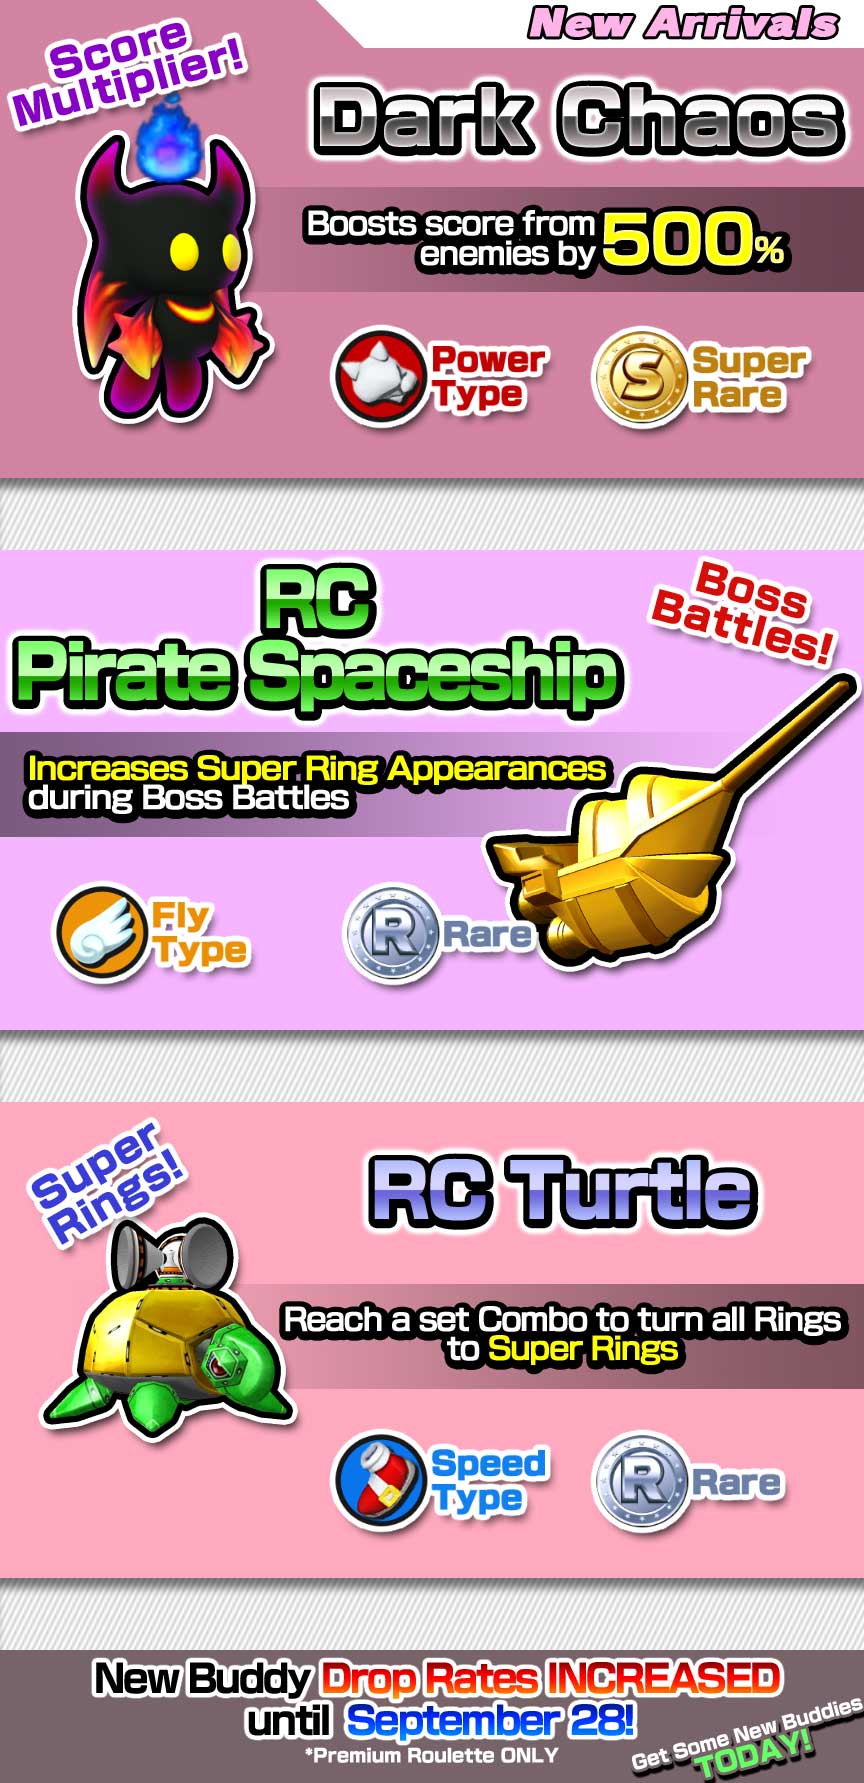 New Arrivals
Score
Multiplier!
Dark Chaos
Boosts score from
enemies by 500%
Power
Type
S
Super
Rare
RC
Pirate Spaceship
Boss
Battles!
Increases Super Ring Appearances
during Boss Battles
Fly
Type
R
Rare
Super
Rings!
RC Turtle
Reach a set Combo to turn all Rings
to Super Rings
Speed
Type
R
Rare
New Buddy Drop Rates INCREASED
until September 28!
*Premium Roulette ONLY
Get Some New Buddies
TODAY!